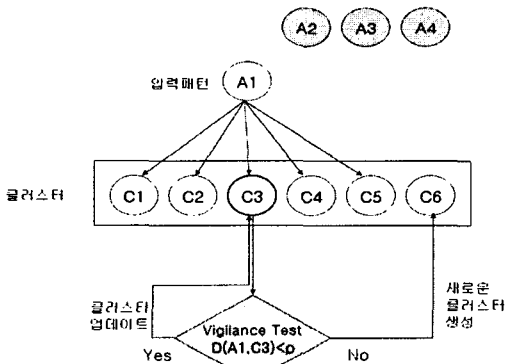 A2 A3 A4
입력패턴 A1
클러스터 C1 C2 C3 C4 C5 C6
클러스터
업데이트
새로운
클러스터
생성
Vigilance Test
D(A1,C3)<ρ
Yes No